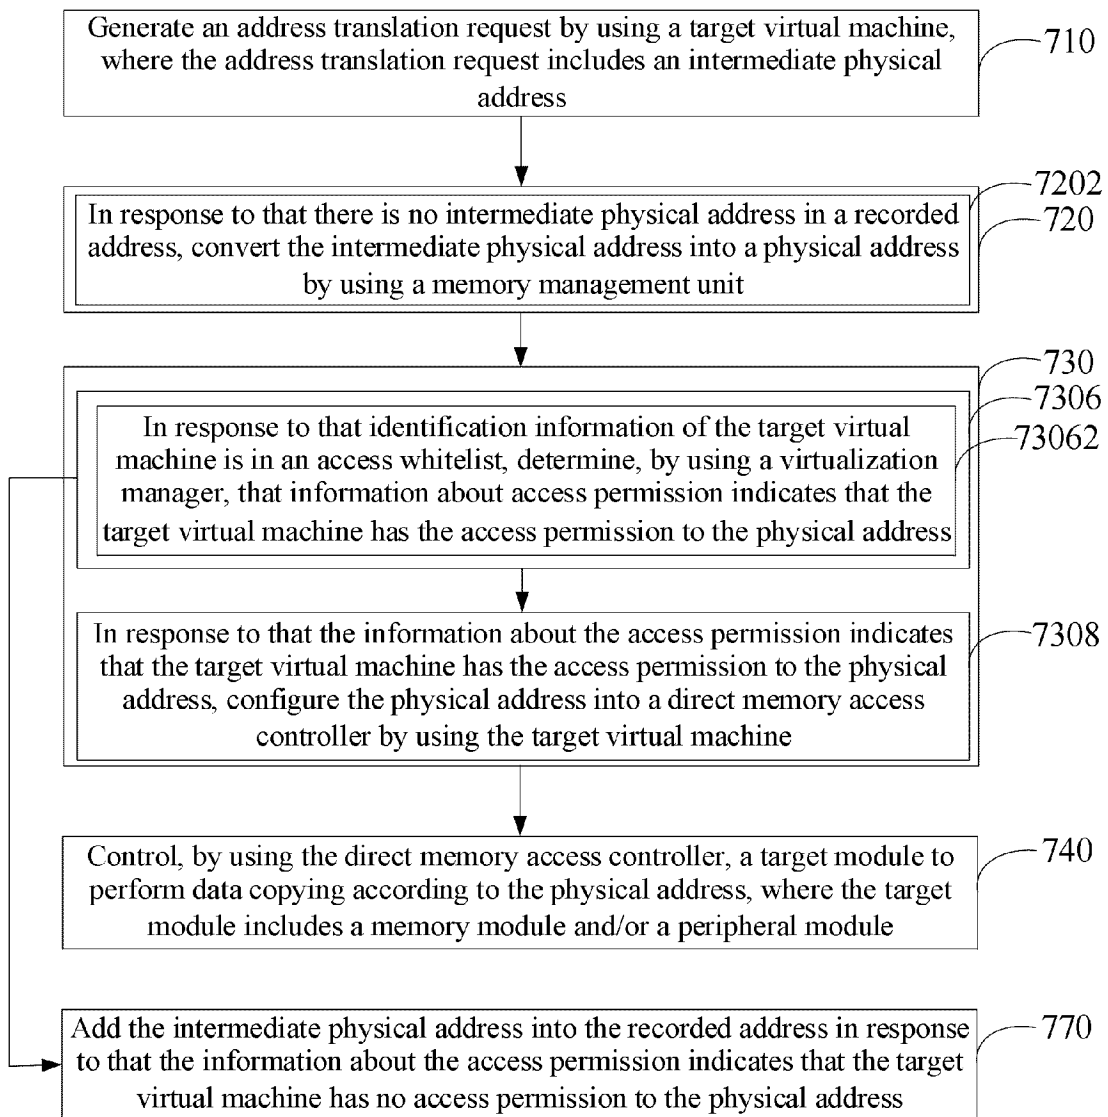 Generate an address translation request by using a target virtual machine,
where the address translation request includes an intermediate physical
address
710
7202
In response to that there is no intermediate physical address in a recorded
address, convert the intermediate physical address into a physical address
by using a memory management unit
720
730
7306
73062
In response to that identification information of the target virtual
machine is in an access whitelist, determine, by using a virtualization
manager, that information about access permission indicates that the
target virtual machine has the access permission to the physical address
In response to that the information about the access permission indicates
that the target virtual machine has the access permission to the physical
address, configure the physical address into a direct memory access
controller by using the target virtual machine
7308
Control, by using the direct memory access controller, a target module to
perform data copying according to the physical address, where the target
module includes a memory module and/or a peripheral module
740
Add the intermediate physical address into the recorded address in response
to that the information about the access permission indicates that the target
virtual machine has no access permission to the physical address
770